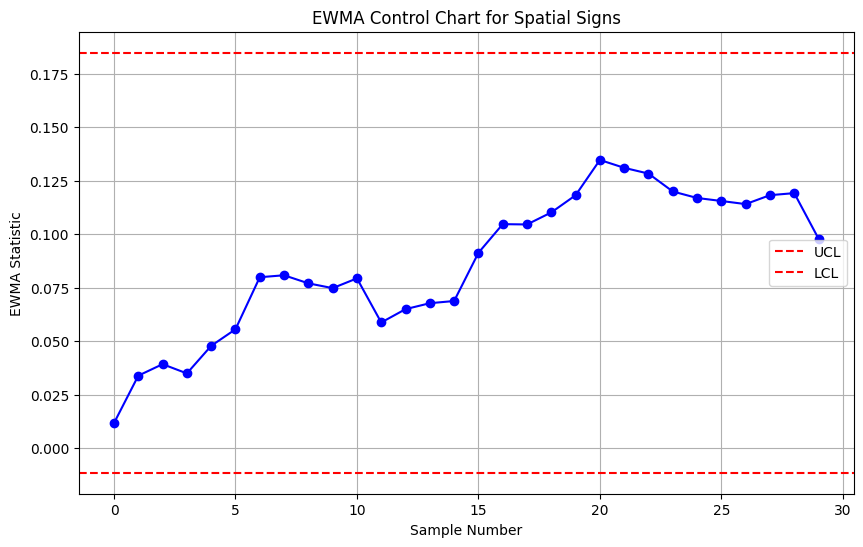 EWMA Control Chart for Spatial Signs
EWMA Statistic
0.175
0.150
0.125
0.100
0.075
0.050
0.025
0.000
UCL
LCL
0 5 10 15 20 25 30
Sample Number